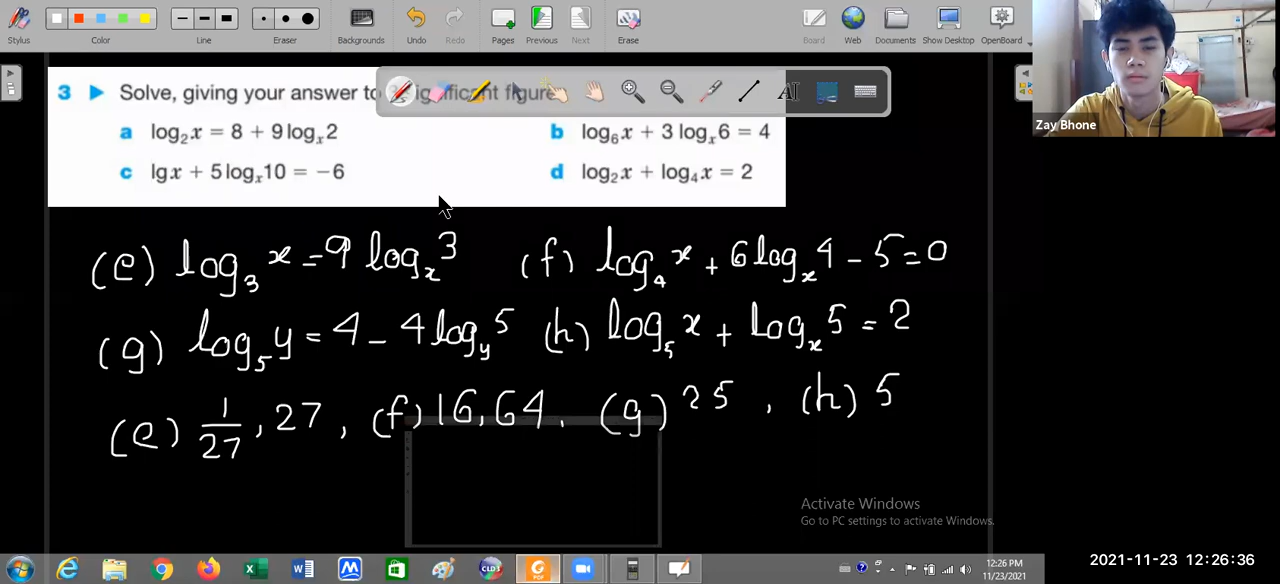 Stylus Color Line Eraser Backgrounds Undo Redo Pages Previous Next Erase Board Web Documents Show Desktop OpenBoard
3 Solve, giving your answer to significant figure
a log₂x = 8 + 9 logₓ2 b log₆x + 3 logₓ6 = 4
c lgx + 5 logₓ10 = −6 d log₂x + log₄x = 2
Zay Bhone
(e) log₃x = 9 logₓ3 (f) log₄x + 6 logₓ4 − 5 = 0
(g) log₅y = 4 − 4 log_y5 (h) log₅x + logₓ5 = 2
(e) 1/27, 27, (f) 16, 64. (g) 25, (h) 5
Activate Windows
Go to PC settings to activate Windows.
12:26 PM
11/23/2021
2021-11-23 12:26:36